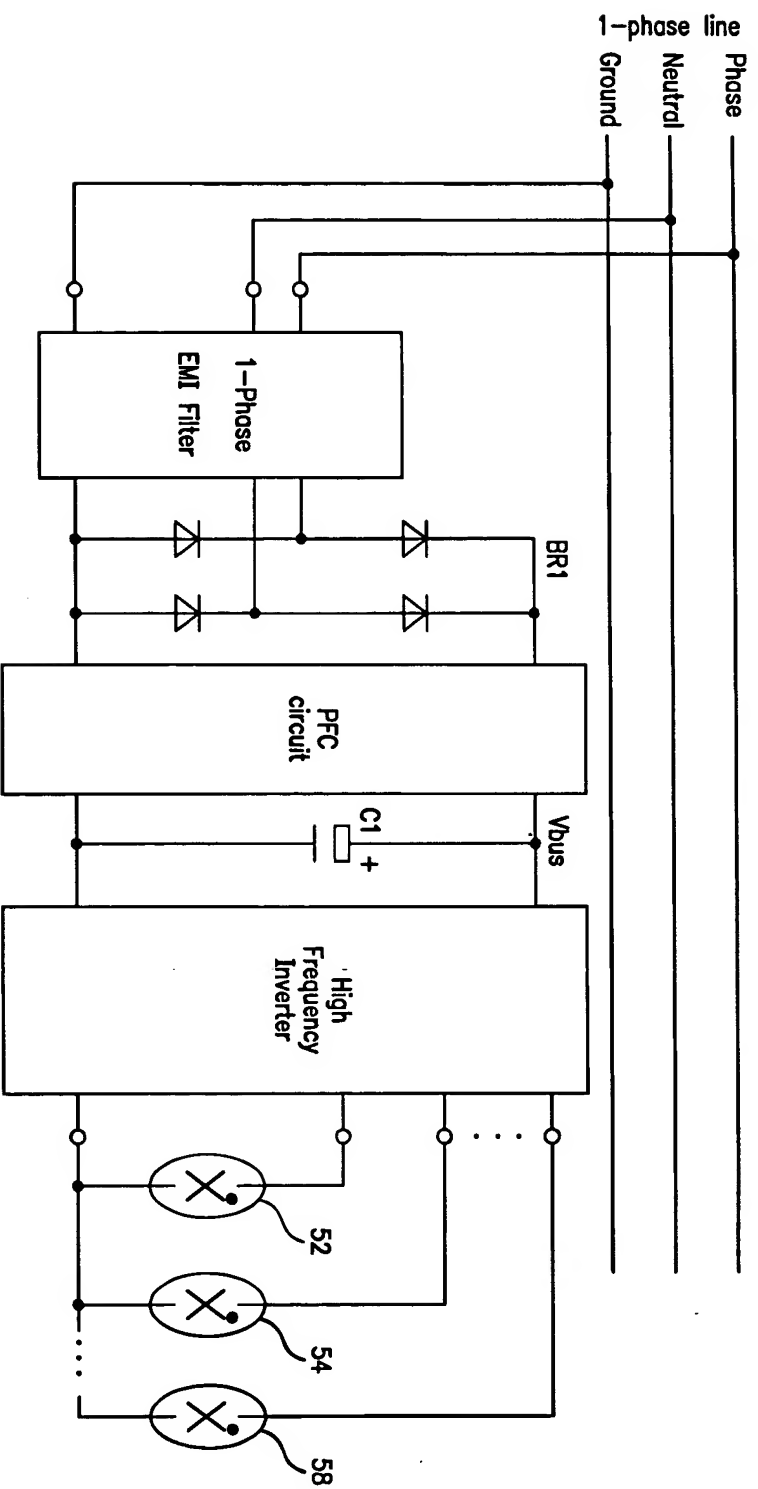 1-phase line
Phase
Neutral
Ground
1-Phase
EMI Filter
BR1
PFC
circuit
Vbus
C1
+
High
Frequency
Inverter
52
54
58